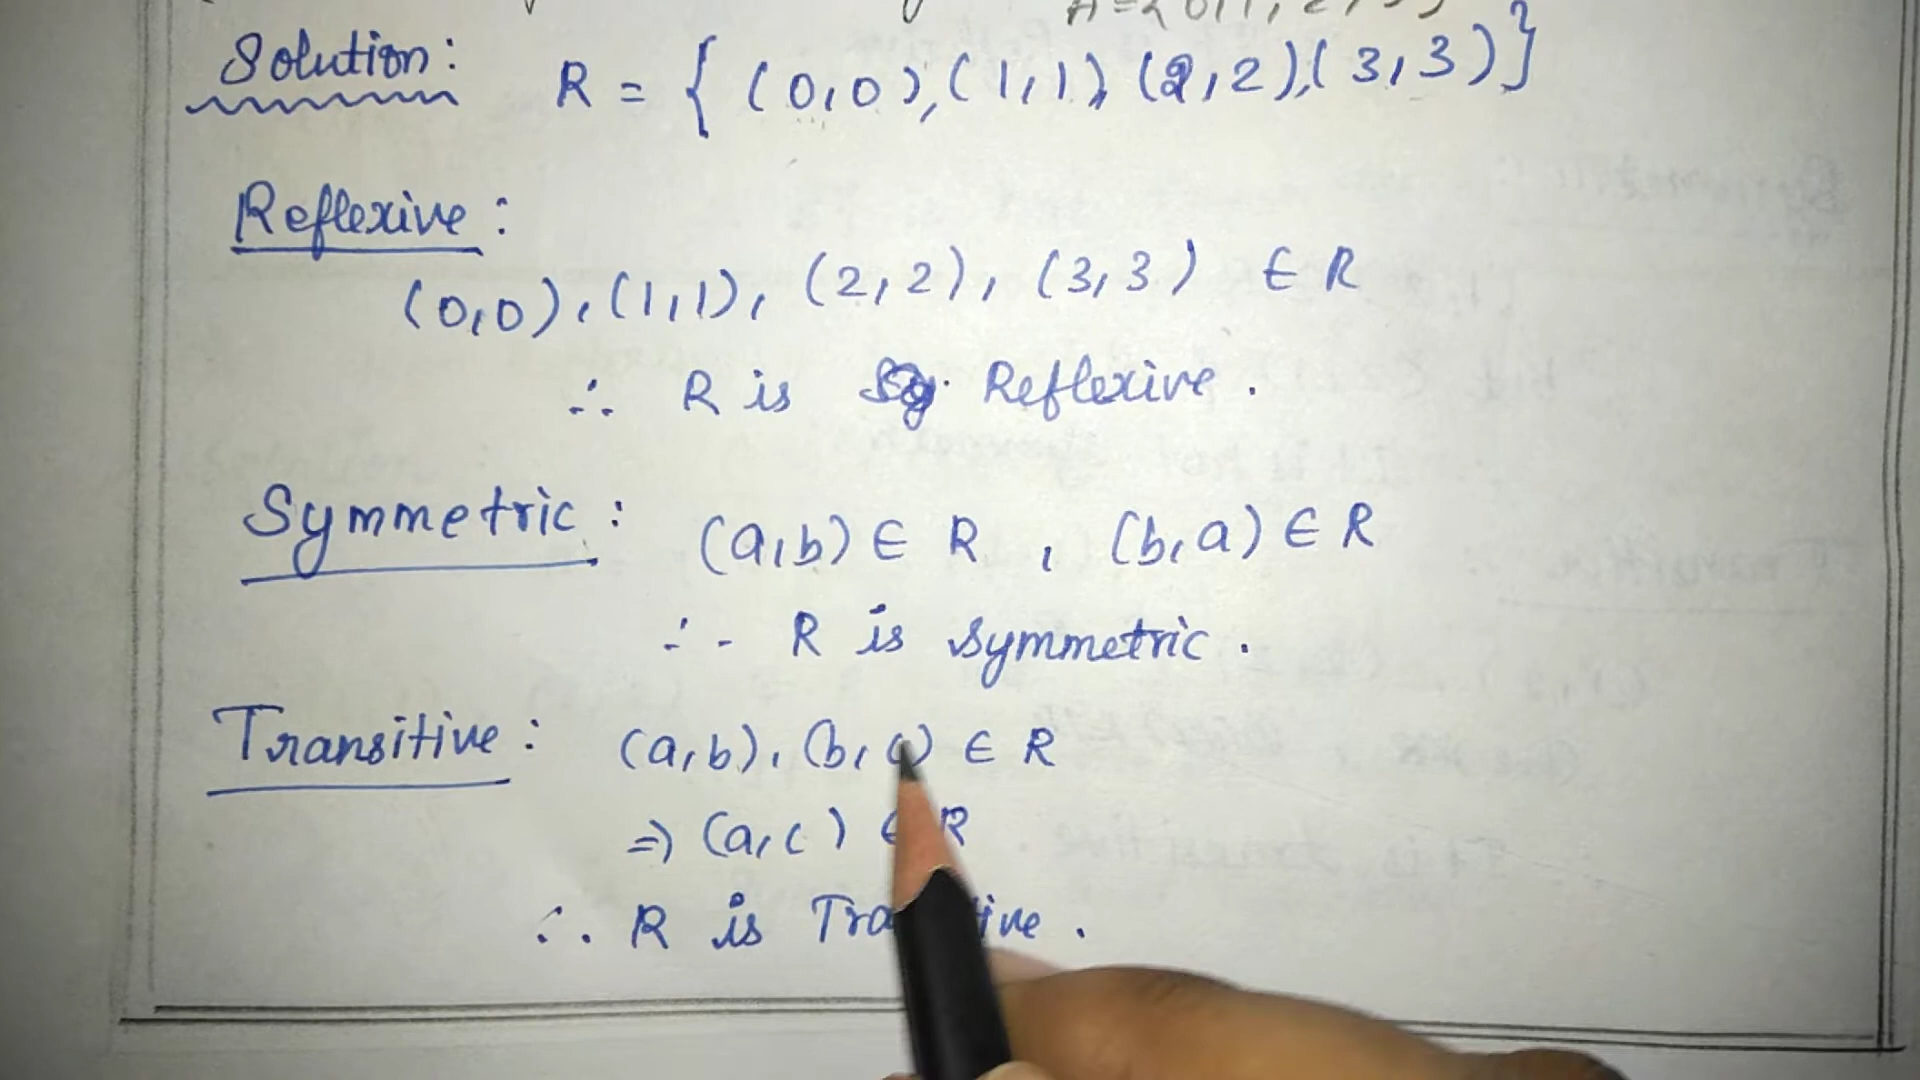 Solution: R = { (0,0), (1,1), (2,2), (3,3) }
Reflexive :
(0,0), (1,1), (2,2), (3,3) ∈ R
∴ R is Reflexive.
Symmetric : (a,b) ∈ R , (b,a) ∈ R
∴ R is symmetric.
Transitive : (a,b), (b,c) ∈ R
⇒ (a,c) ∈ R
∴ R is